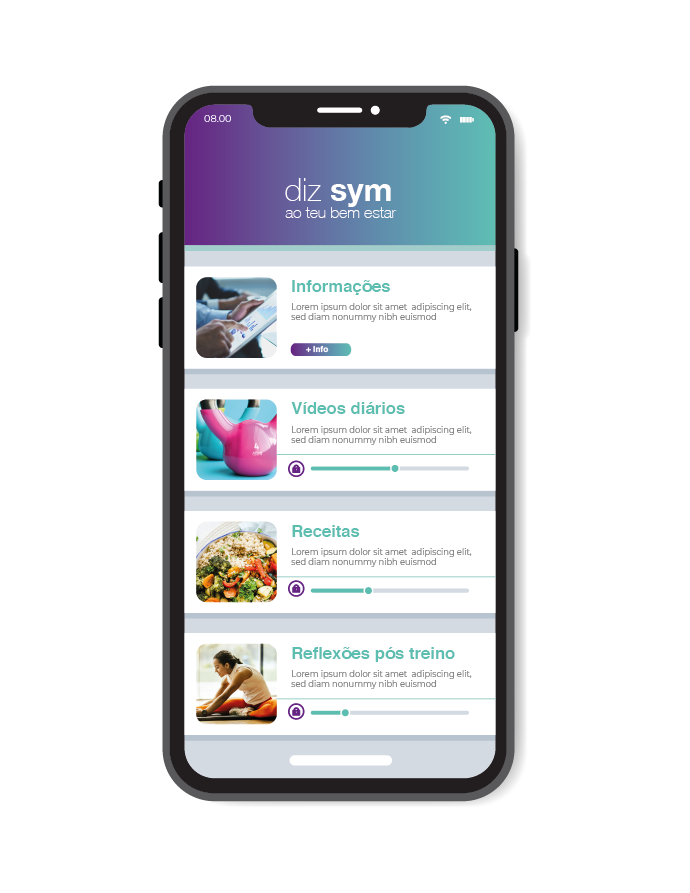 08.00
diz sym
ao teu bem estar
Informações
Lorem ipsum dolor sit amet adipiscing elit,
sed diam nonummy nibh euismod
+ Info
Vídeos diários
Lorem ipsum dolor sit amet adipiscing elit,
sed diam nonummy nibh euismod
Receitas
Lorem ipsum dolor sit amet adipiscing elit,
sed diam nonummy nibh euismod
Reflexões pós treino
Lorem ipsum dolor sit amet adipiscing elit,
sed diam nonummy nibh euismod